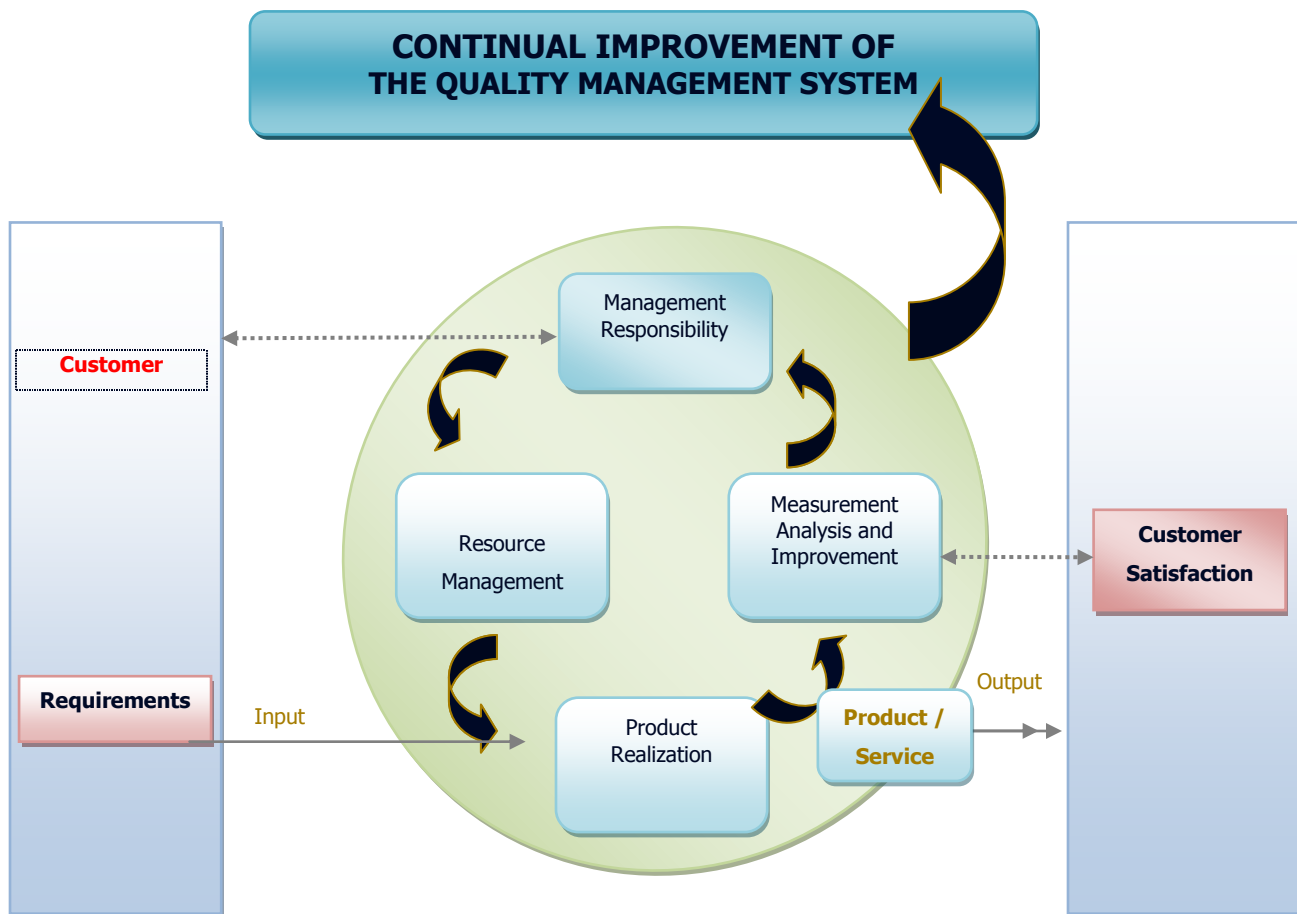 CONTINUAL IMPROVEMENT OF
THE QUALITY MANAGEMENT SYSTEM
Management
Responsibility
Customer
Resource
Management
Measurement
Analysis and
Improvement
Customer
Satisfaction
Requirements
Input
Product
Realization
Product /
Service
Output